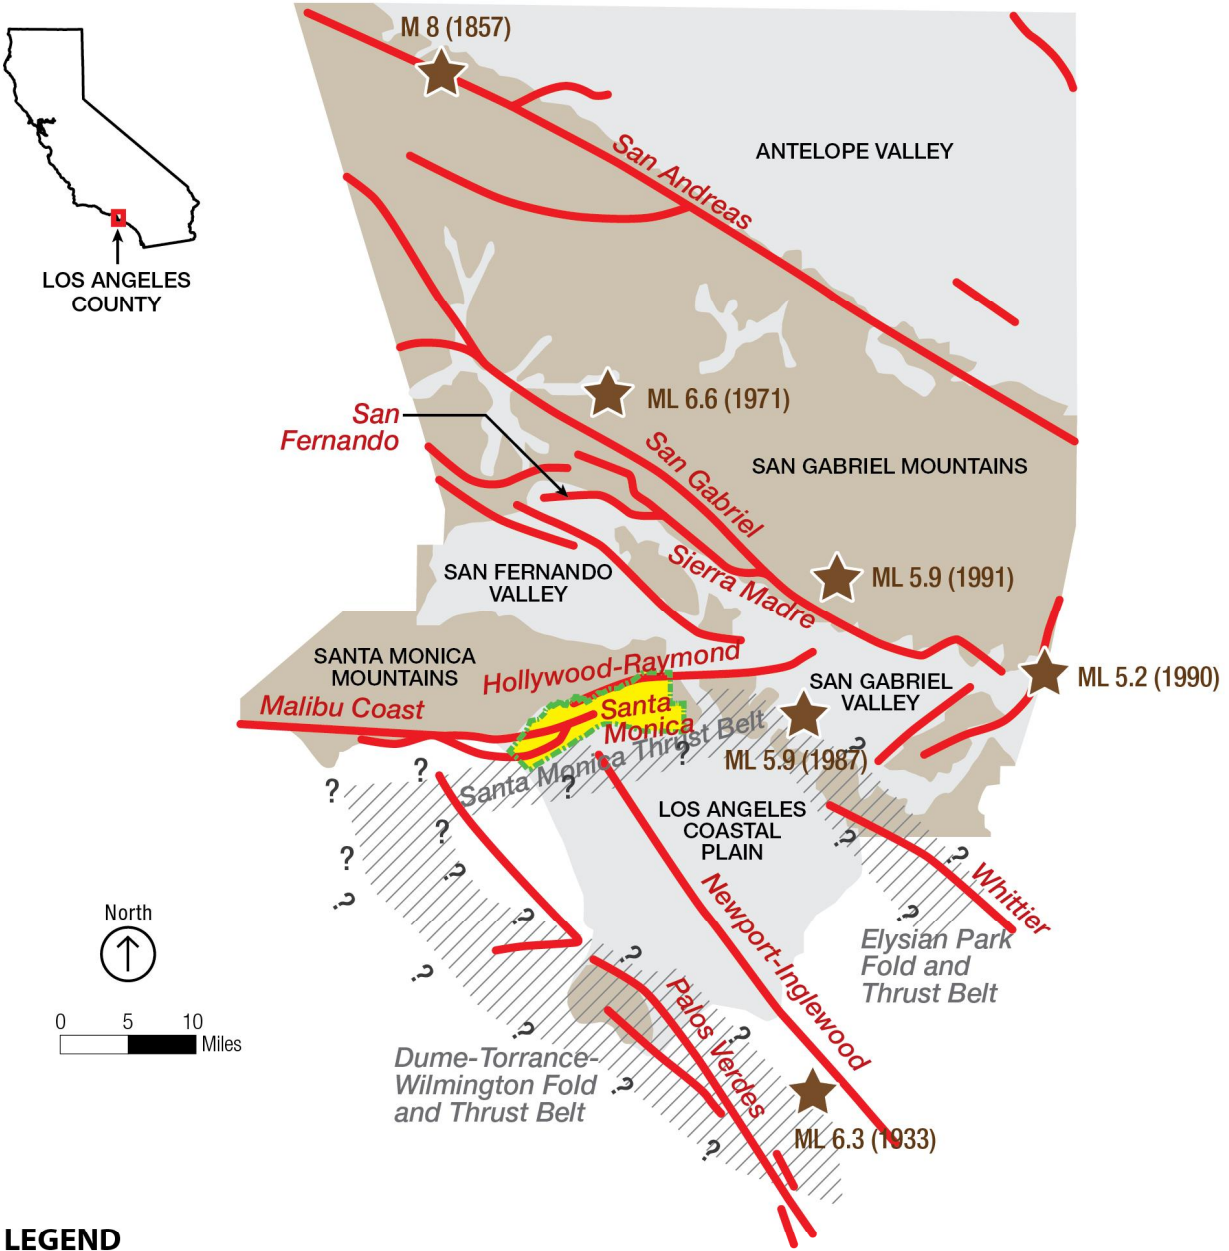 M 8 (1857)
San Andreas
ANTELOPE VALLEY
LOS ANGELES
COUNTY
San
Fernando
ML 6.6 (1971)
San Gabriel
SAN GABRIEL MOUNTAINS
SAN FERNANDO
VALLEY
Sierra Madre
ML 5.9 (1991)
SANTA MONICA
MOUNTAINS
Hollywood-Raymond
Malibu Coast
Santa
Monica
SAN GABRIEL
VALLEY
ML 5.2 (1990)
Santa Monica Thrust Belt
ML 5.9 (1987)
?
?
?
?
?
?
?
LOS ANGELES
COASTAL
PLAIN
?
?
?
?
?
?
?
Whittier
Newport-Inglewood
Elysian Park
Fold and
Thrust Belt
North
0 5 10
Miles
?
?
?
?
Palos Verdes
Dume-Torrance-
Wilmington Fold
and Thrust Belt
?
?
ML 6.3 (1933)
LEGEND